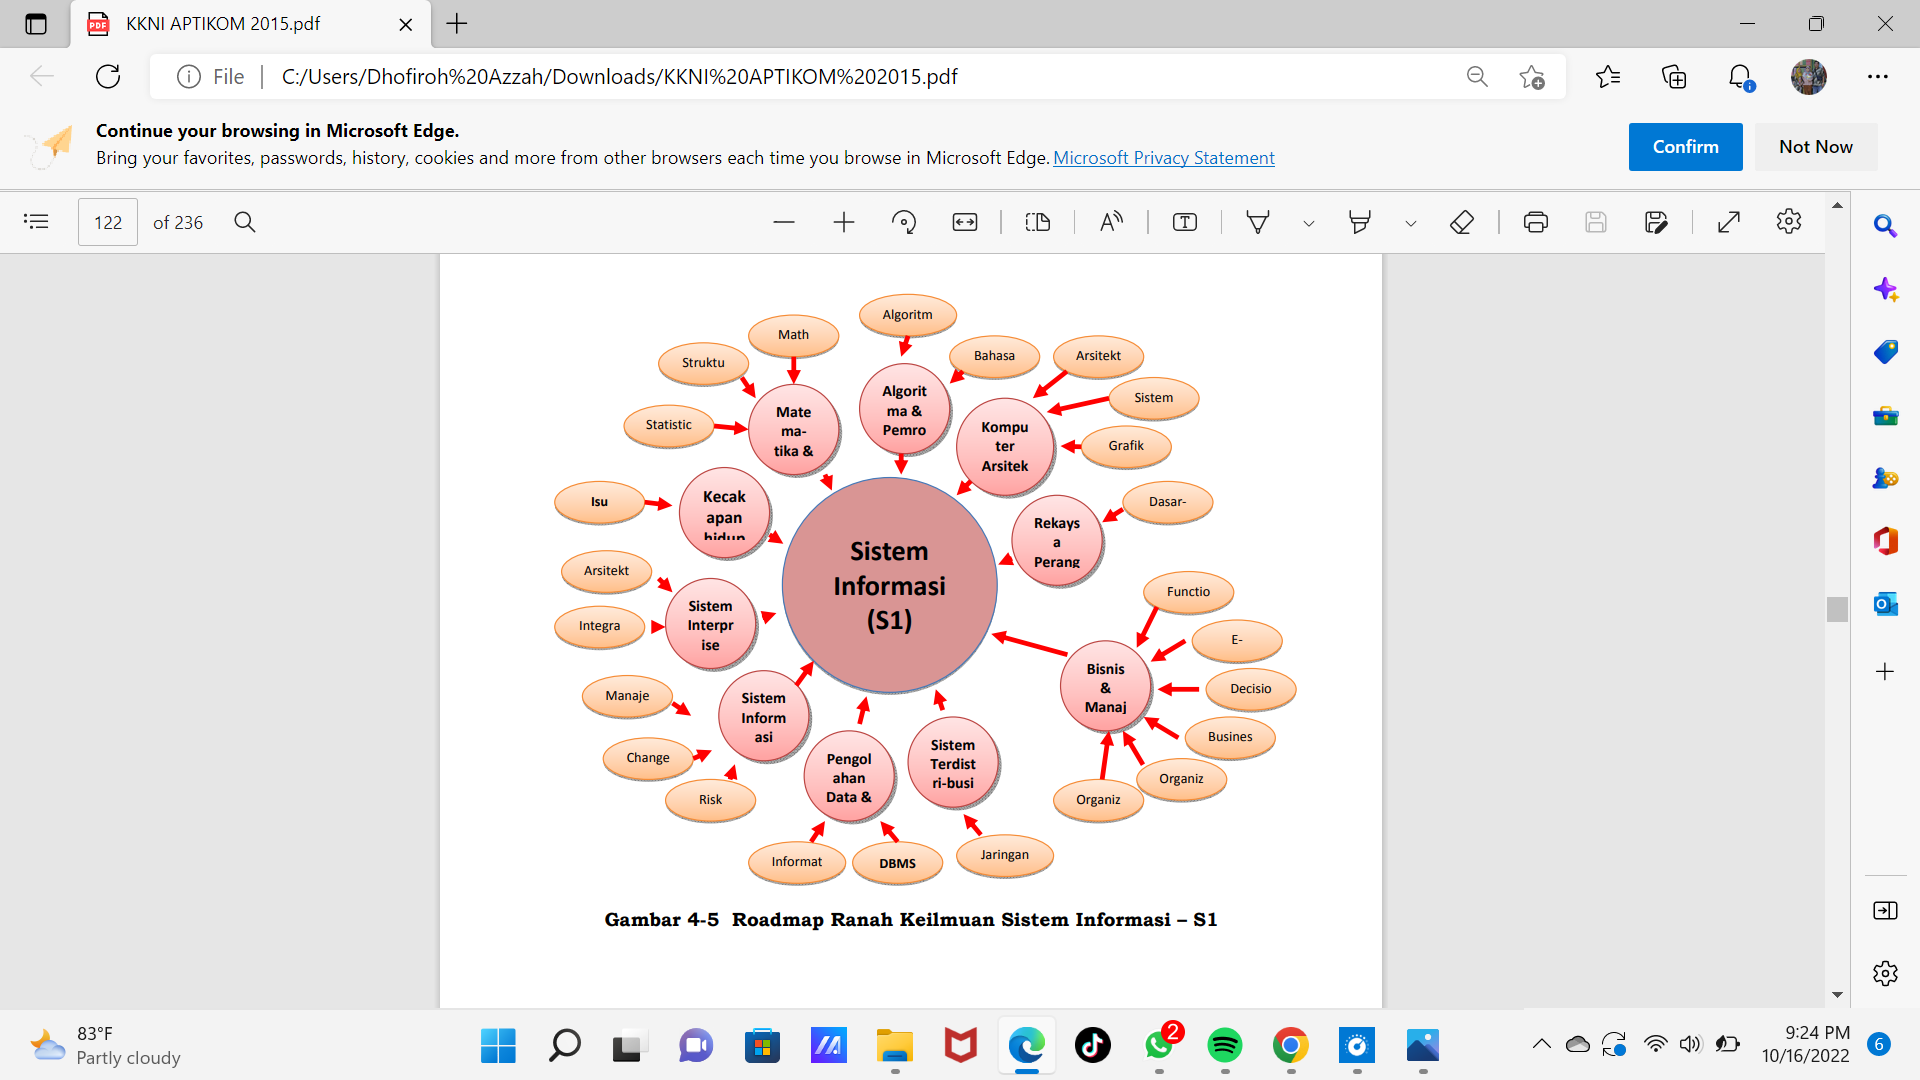 KKNI APTIKOM 2015.pdf
File
C:/Users/Dhofiroh%20Azzah/Downloads/KKNI%20APTIKOM%202015.pdf
Continue your browsing in Microsoft Edge.
Bring your favorites, passwords, history, cookies and more from other browsers each time you browse in Microsoft Edge. Microsoft Privacy Statement
Confirm
Not Now
122 of 236
Algoritm
Math
Struktu
Bahasa
Arsitekt
Sistem
Statistic
Grafik
Mate
ma-
tika &
Algorit
ma &
Pemro
Kompu
ter
Arsitek
Isu
Kecak
apan
hidup
Dasar-
Rekays
a
Perang
Sistem
Informasi
(S1)
Arsitekt
Integra
Sistem
Interpr
ise
Functio
E-
Decisio
Busines
Organiz
Organiz
Bisnis
&
Manaj
Manaje
Change
Risk
Sistem
Inform
asi
Pengol
ahan
Data &
Sistem
Terdist
ri-busi
Informat
DBMS
Jaringan
Gambar 4-5 Roadmap Ranah Keilmuan Sistem Informasi – S1
83°F
Partly cloudy
2
9:24 PM
10/16/2022
6